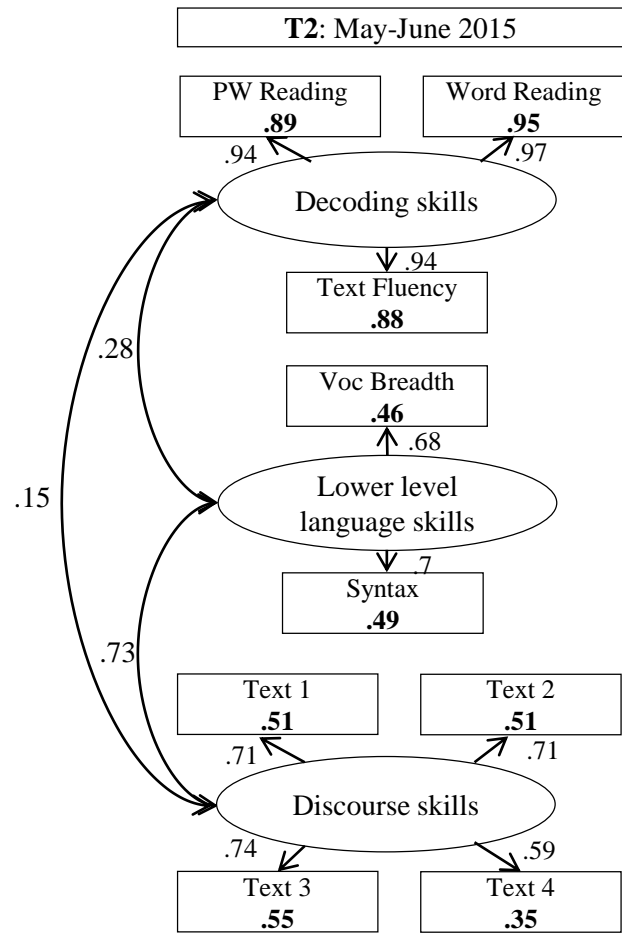 T2: May-June 2015
PW Reading
.89
Word Reading
.95
.94
.97
Decoding skills
.94
Text Fluency
.88
.28
Voc Breadth
.46
.68
.15
Lower level
language skills
.7
Syntax
.49
.73
Text 1
.51
Text 2
.51
.71
.71
Discourse skills
.74
.59
Text 3
.55
Text 4
.35